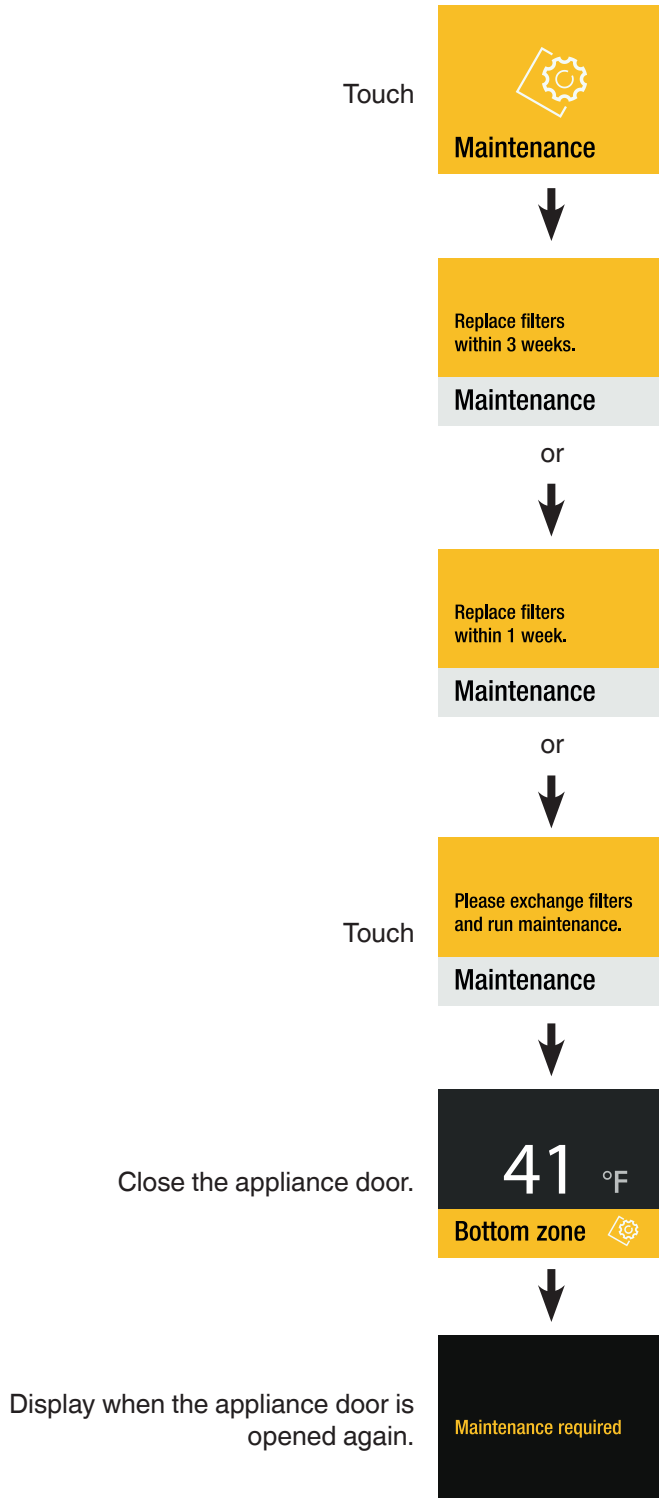 Touch
Maintenance
Replace filters
within 3 weeks.
Maintenance
or
Replace filters
within 1 week.
Maintenance
or
Please exchange filters
and run maintenance.
Touch
Maintenance
Close the appliance door.
41 °F
Bottom zone
Display when the appliance door is
opened again.
Maintenance required